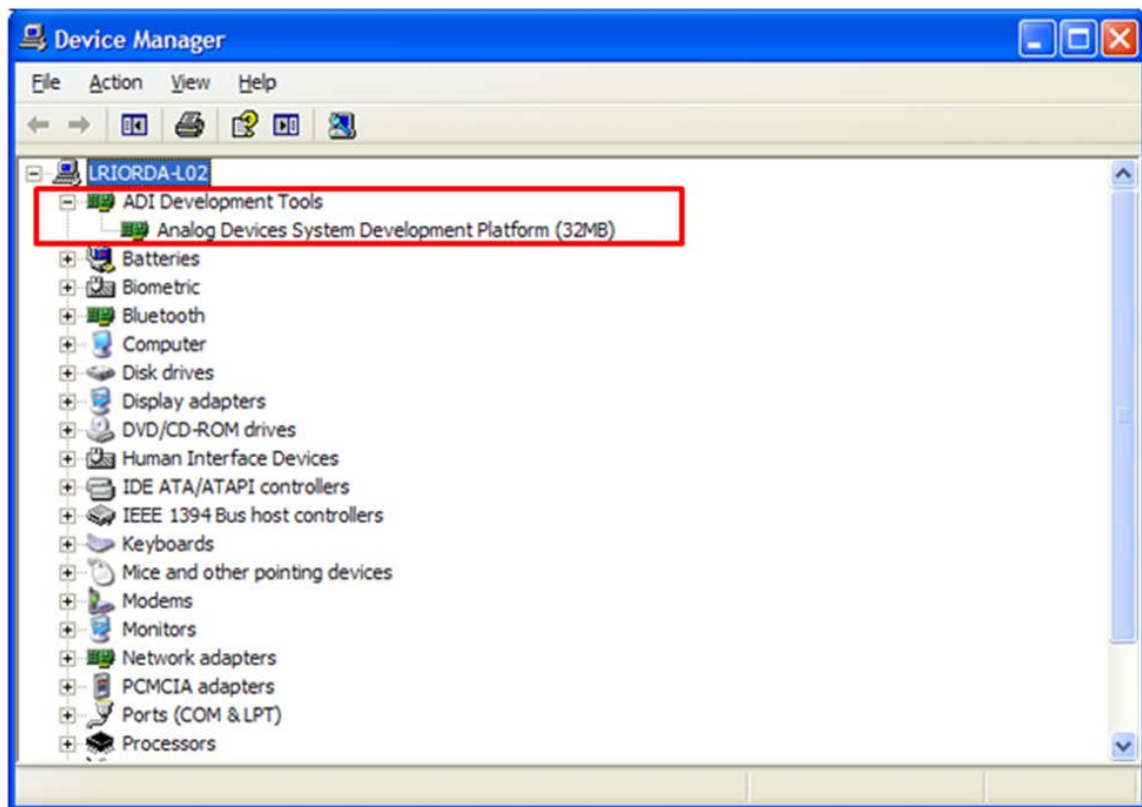 Device Manager
File Action View Help
LRIORDA-L02
ADI Development Tools
Analog Devices System Development Platform (32MB)
Batteries
Biometric
Bluetooth
Computer
Disk drives
Display adapters
DVD/CD-ROM drives
Human Interface Devices
IDE ATA/ATAPI controllers
IEEE 1394 Bus host controllers
Keyboards
Mice and other pointing devices
Modems
Monitors
Network adapters
PCMCIA adapters
Ports (COM & LPT)
Processors